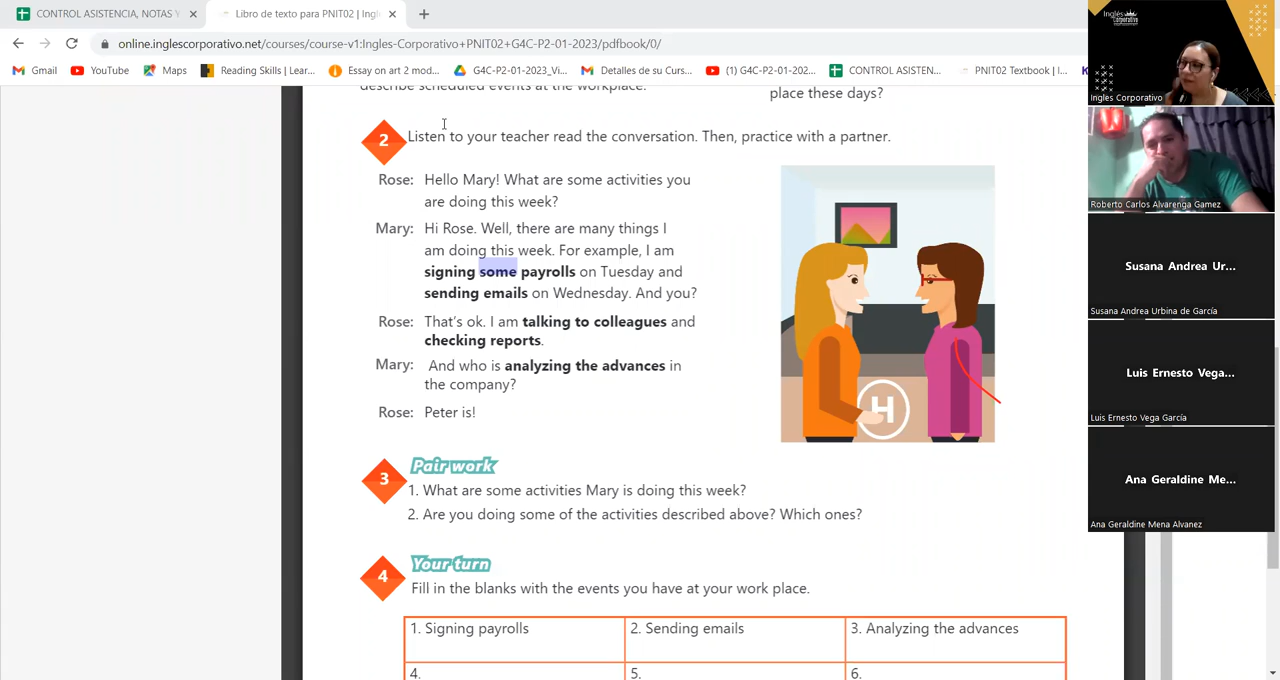 CONTROL ASISTENCIA, NOTAS Y
Libro de texto para PNIT02 | Ingl
online.inglescorporativo.net/courses/course-v1:Ingles-Corporativo+PNIT02+G4C-P2-01-2023/pdfbook/0/
Gmail
YouTube
Maps
Reading Skills | Lear...
Essay on art 2 mod...
G4C-P2-01-2023_Vi...
Detalles de su Curs...
(1) G4C-P2-01-202...
CONTROL ASISTEN...
PNIT02 Textbook | I...
describe scheduled events at the workplace.
place these days?
2
Listen to your teacher read the conversation. Then, practice with a partner.
Rose: Hello Mary! What are some activities you
are doing this week?
Mary: Hi Rose. Well, there are many things I
am doing this week. For example, I am
signing some payrolls on Tuesday and
sending emails on Wednesday. And you?
Rose: That's ok. I am talking to colleagues and
checking reports.
Mary: And who is analyzing the advances in
the company?
Rose: Peter is!
H
3
Pair work
1. What are some activities Mary is doing this week?
2. Are you doing some of the activities described above? Which ones?
4
Your turn
Fill in the blanks with the events you have at your work place.
1. Signing payrolls
2. Sending emails
3. Analyzing the advances
4.
5.
6.
Inglés
Corporativo
Ingles Corporativo
Roberto Carlos Alvarenga Gamez
Susana Andrea Ur...
Susana Andrea Urbina de García
Luis Ernesto Vega...
Luis Ernesto Vega García
Ana Geraldine Me...
Ana Geraldine Mena Alvanez